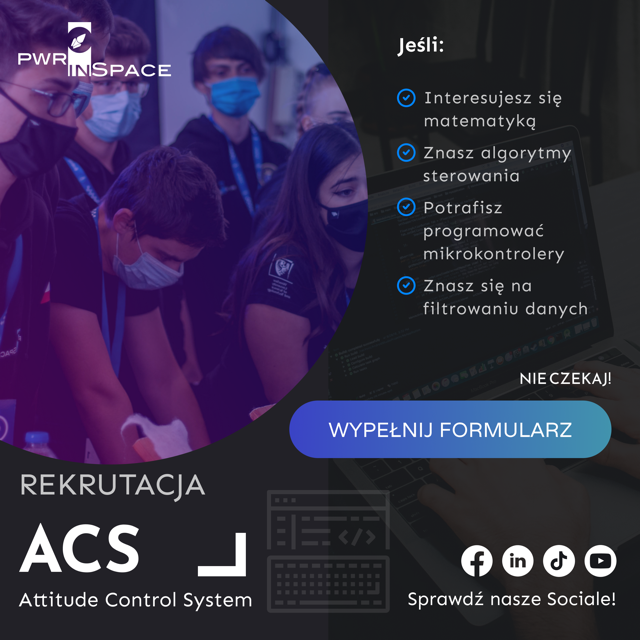 PWR
INSPACE
Jeśli:
Interesujesz się
matematyką
Znasz algorytmy
sterowania
Potrafisz
programować
mikrokontrolery
Znasz się na
filtrowaniu danych
NIE CZEKAJ!
WYPEŁNIJ FORMULARZ
REKRUTACJA
ACS
Attitude Control System
Sprawdź nasze Sociale!